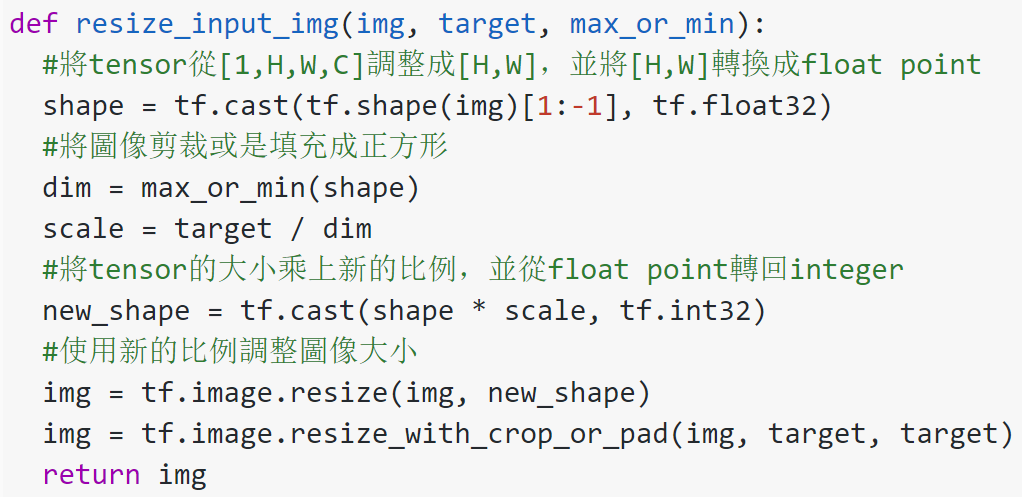 def resize_input_img(img, target, max_or_min):
  #將tensor從[1,H,W,C]調整成[H,W]，並將[H,W]轉換成float point
  shape = tf.cast(tf.shape(img)[1:-1], tf.float32)
  #將圖像剪裁或是填充成正方形
  dim = max_or_min(shape)
  scale = target / dim
  #將tensor的大小乘上新的比例，並從float point轉回integer
  new_shape = tf.cast(shape * scale, tf.int32)
  #使用新的比例調整圖像大小
  img = tf.image.resize(img, new_shape)
  img = tf.image.resize_with_crop_or_pad(img, target, target)
  return img